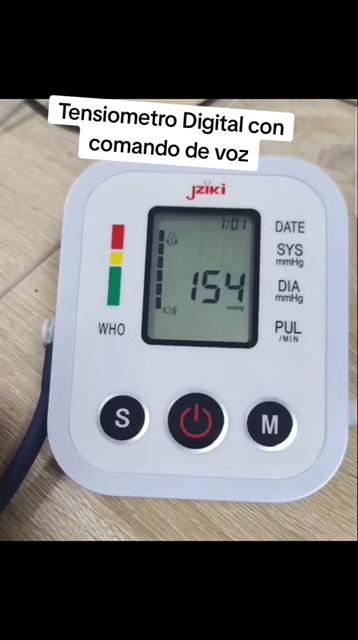 Tensiometro Digital con
comando de voz
jziki
1/01
DATE
SYS
mmHg
154
mmHg
DIA
mmHg
WHO
PUL
/MIN
S
M